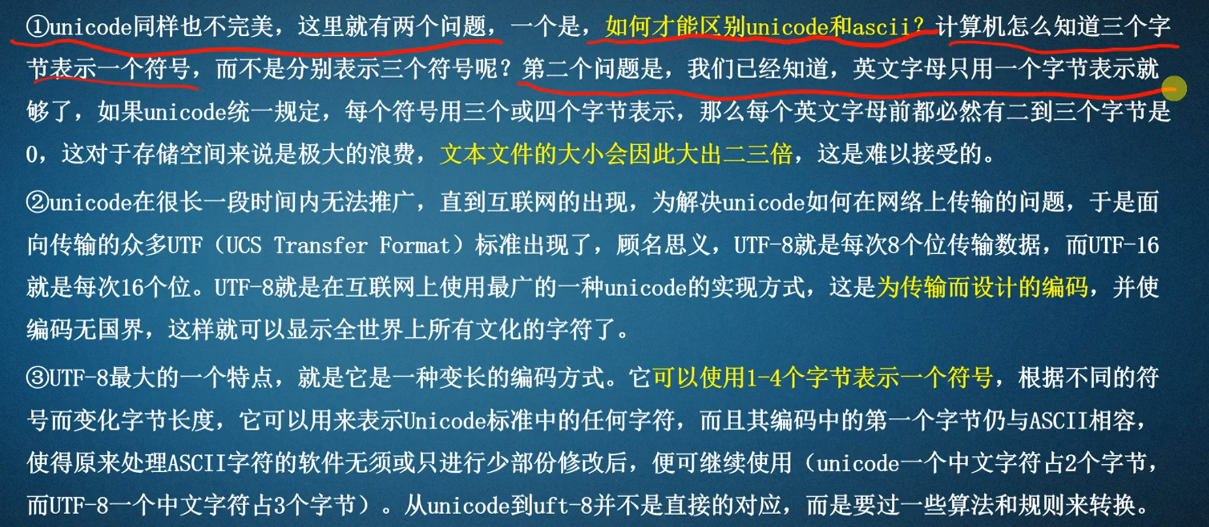 ①unicode同样也不完美，这里就有两个问题，一个是，如何才能区别unicode和ascii？计算机怎么知道三个字
节表示一个符号，而不是分别表示三个符号呢？第二个问题是，我们已经知道，英文字母只用一个字节表示就
够了，如果unicode统一规定，每个符号用三个或四个字节表示，那么每个英文字母前都必然有二到三个字节是
0，这对于存储空间来说是极大的浪费，文本文件的大小会因此大出二三倍，这是难以接受的。
②unicode在很长一段时间内无法推广，直到互联网的出现，为解决unicode如何在网络上传输的问题，于是面
向传输的众多UTF（UCS Transfer Format）标准出现了，顾名思义，UTF-8就是每次8个位传输数据，而UTF-16
就是每次16个位。UTF-8就是在互联网上使用最广的一种unicode的实现方式，这是为传输而设计的编码，并使
编码无国界，这样就可以显示全世界上所有文化的字符了。
③UTF-8最大的一个特点，就是它是一种变长的编码方式。它可以使用1-4个字节表示一个符号，根据不同的符
号而变化字节长度，它可以用来表示Unicode标准中的任何字符，而且其编码中的第一个字节仍与ASCII相容，
使得原来处理ASCII字符的软件无须或只进行少部份修改后，便可继续使用（unicode一个中文字符占2个字节，
而UTF-8一个中文字符占3个字节）。从unicode到uft-8并不是直接的对应，而是要过一些算法和规则来转换。